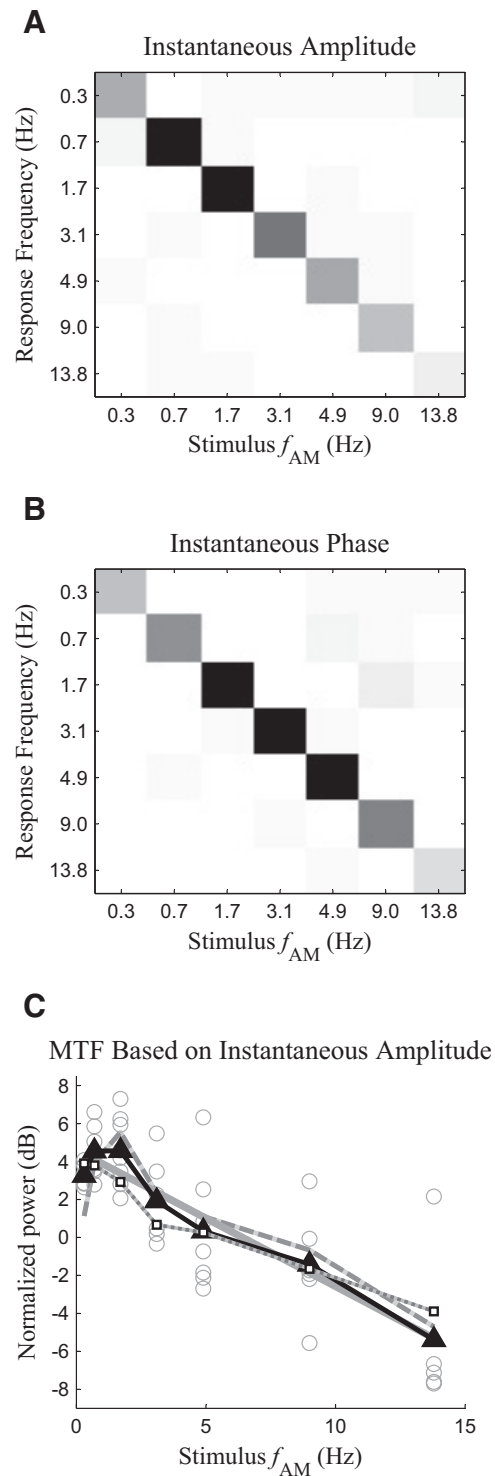 A
Instantaneous Amplitude
Response Frequency (Hz)
0.3
0.7
1.7
3.1
4.9
9.0
13.8
0.3 0.7 1.7 3.1 4.9 9.0 13.8
Stimulus fAM (Hz)
B
Instantaneous Phase
Response Frequency (Hz)
0.3
0.7
1.7
3.1
4.9
9.0
13.8
0.3 0.7 1.7 3.1 4.9 9.0 13.8
Stimulus fAM (Hz)
C
MTF Based on Instantaneous Amplitude
Normalized power (dB)
8
6
4
2
0
-2
-4
-6
-8
0 5 10 15
Stimulus fAM (Hz)